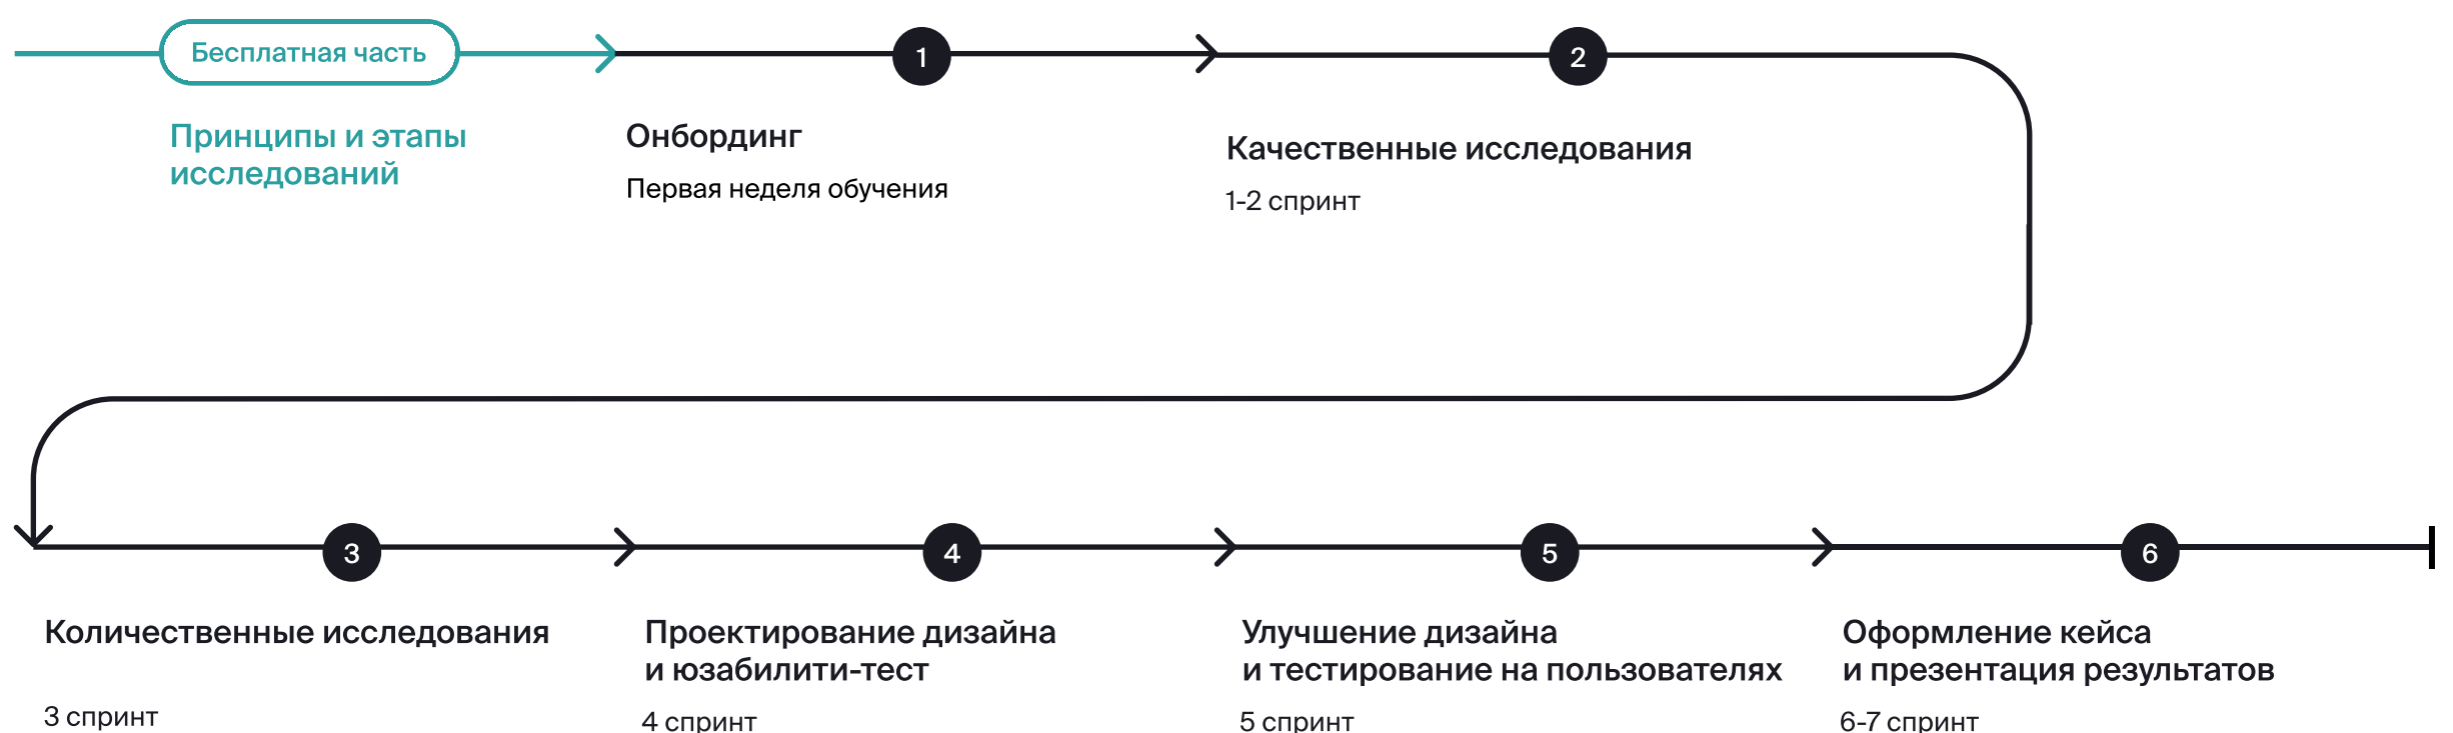 Бесплатная часть
Принципы и этапы
исследований
1
Онбординг
Первая неделя обучения
2
Качественные исследования
1-2 спринт
3
Количественные исследования
3 спринт
4
Проектирование дизайна
и юзабилити-тест
4 спринт
5
Улучшение дизайна
и тестирование на пользователях
5 спринт
6
Оформление кейса
и презентация результатов
6-7 спринт